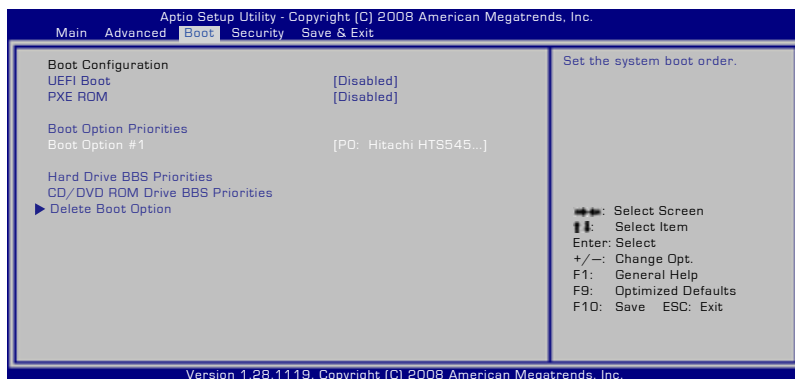 Aptio Setup Utility - Copyright (C) 2008 American Megatrends, Inc.
Main Advanced Boot Security Save & Exit
Boot Configuration
UEFI Boot [Disabled]
PXE ROM [Disabled]
Boot Option Priorities
Boot Option #1 [P0: Hitachi HTS545...]
Hard Drive BBS Priorities
CD/DVD ROM Drive BBS Priorities
Delete Boot Option
Set the system boot order.
: Select Screen
: Select Item
Enter: Select
+/—: Change Opt.
F1: General Help
F9: Optimized Defaults
F10: Save ESC: Exit
Version 1.28.1119. Copyright (C) 2008 American Megatrends, Inc.